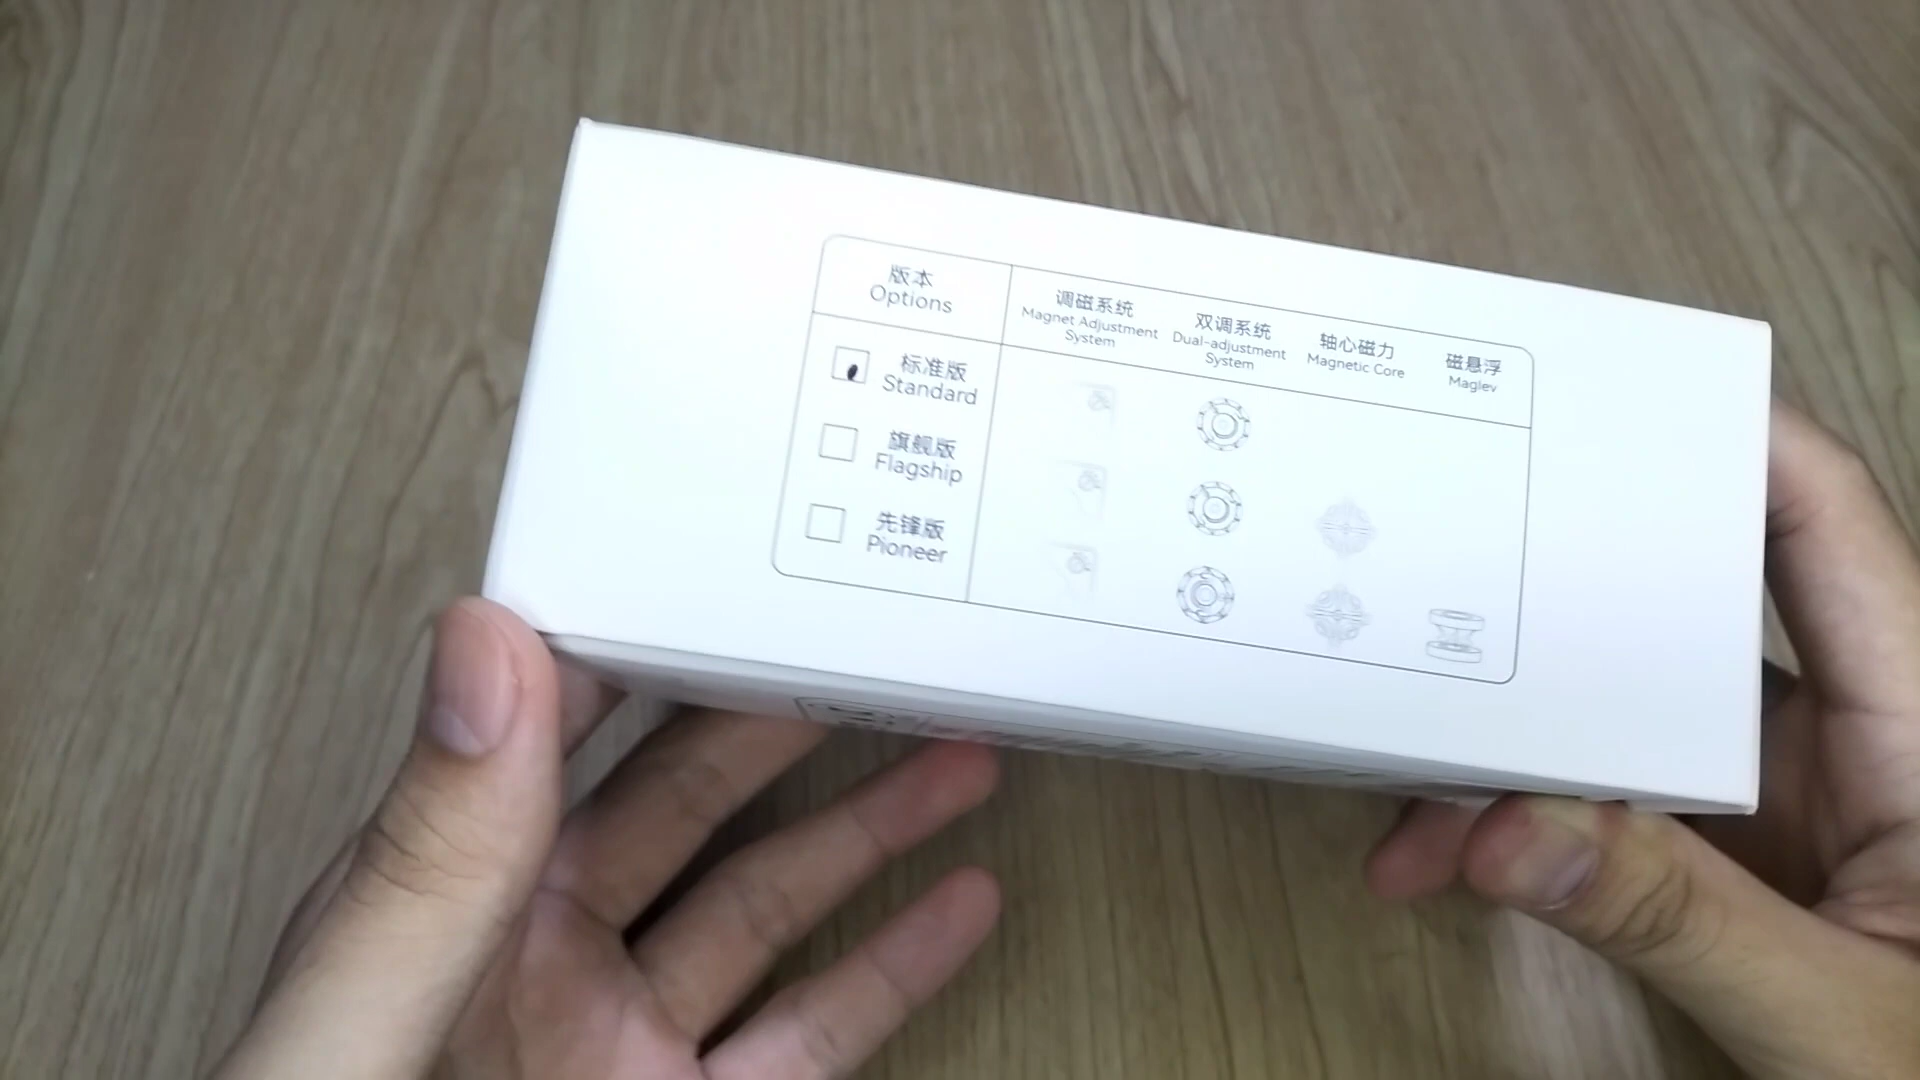 版本
Options
调磁系统
Magnet Adjustment
System
双调系统
Dual-adjustment
System
轴心磁力
Magnetic Core
磁悬浮
Maglev
标准版
Standard
旗舰版
Flagship
先锋版
Pioneer